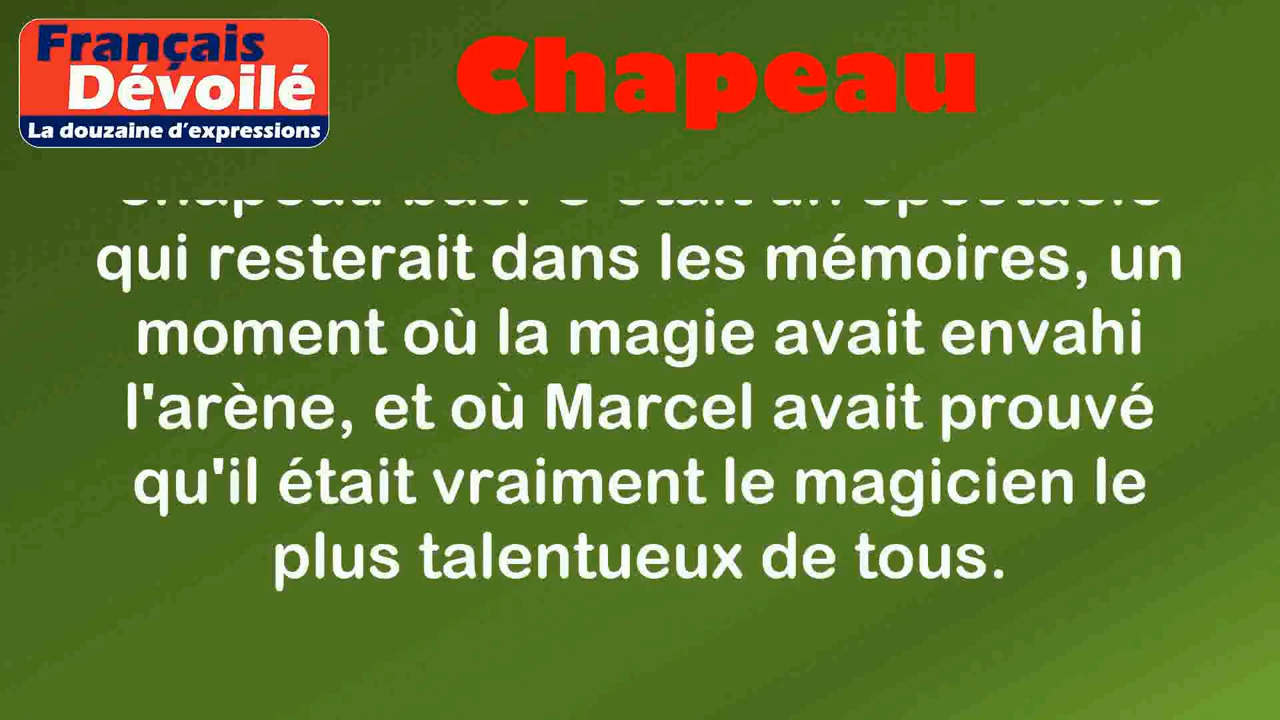 Français
Dévoilé
La douzaine d'expressions
Chapeau
qui resterait dans les mémoires, un
moment où la magie avait envahi
l'arène, et où Marcel avait prouvé
qu'il était vraiment le magicien le
plus talentueux de tous.